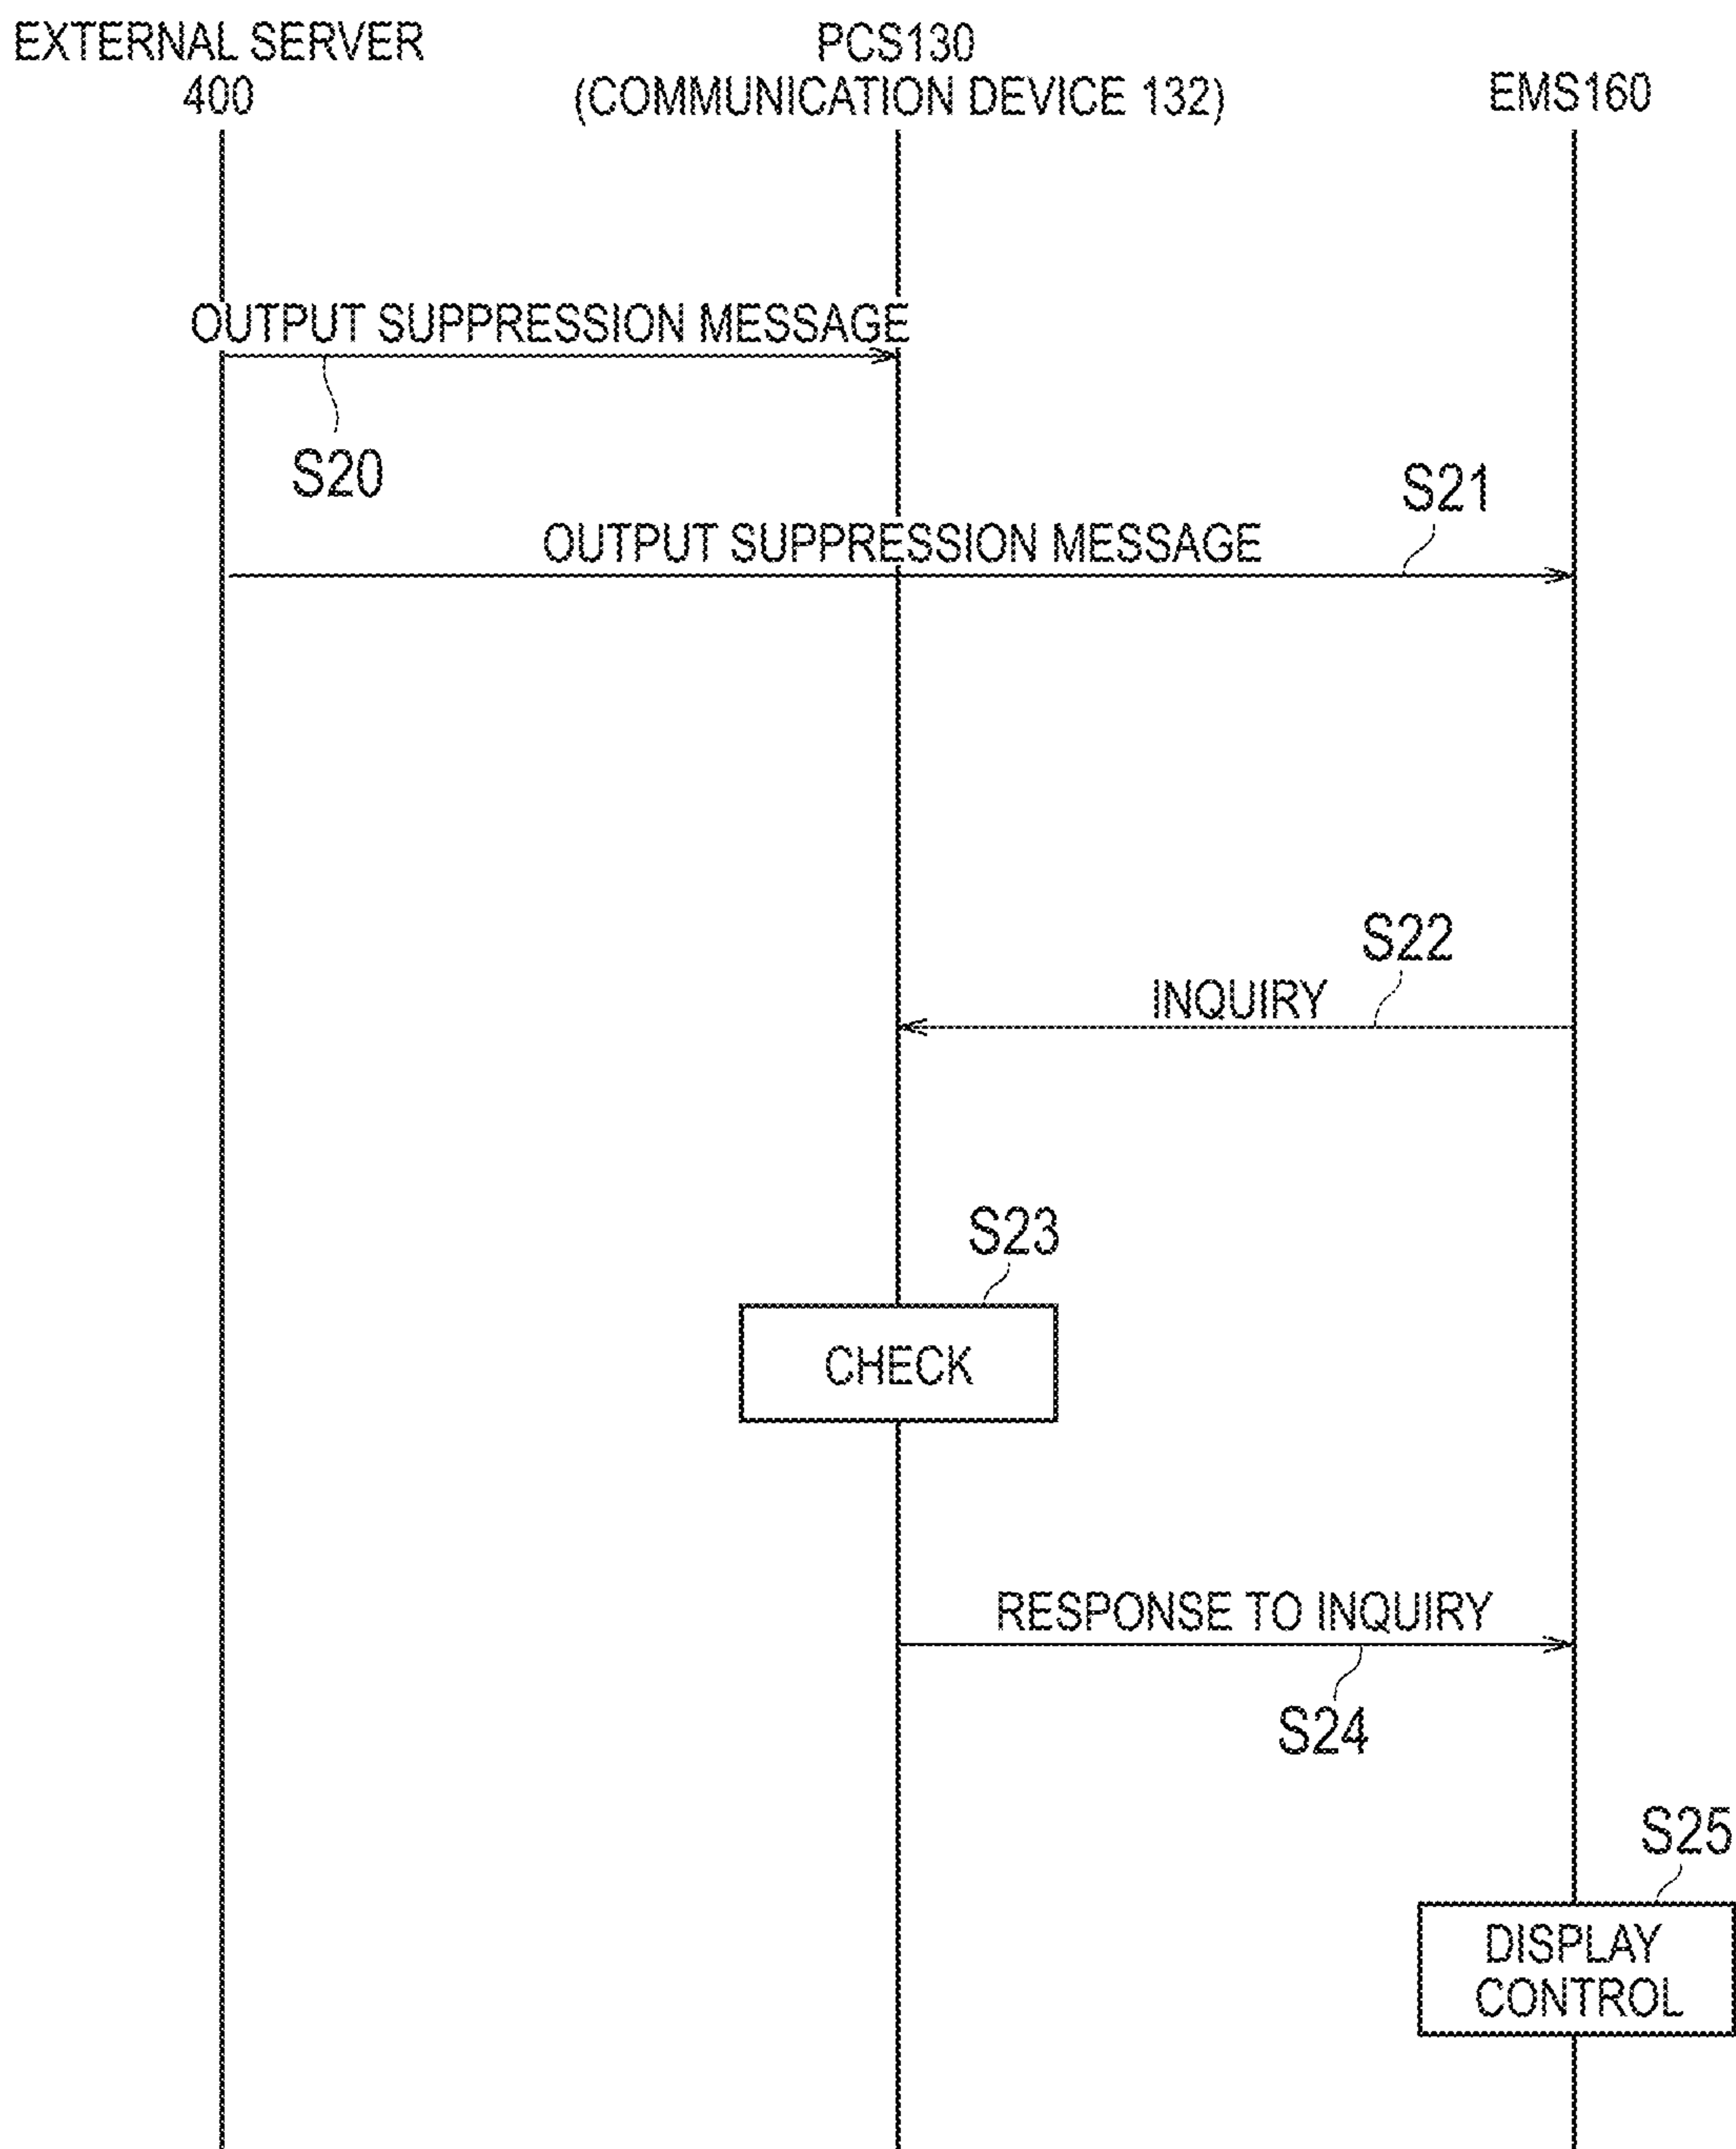 EXTERNAL SERVER
400
PCS130
(COMMUNICATION DEVICE 132)
EMS160
OUTPUT SUPPRESSION MESSAGE
S20
S21
OUTPUT SUPPRESSION MESSAGE
S22
INQUIRY
S23
CHECK
RESPONSE TO INQUIRY
S24
S25
DISPLAY
CONTROL